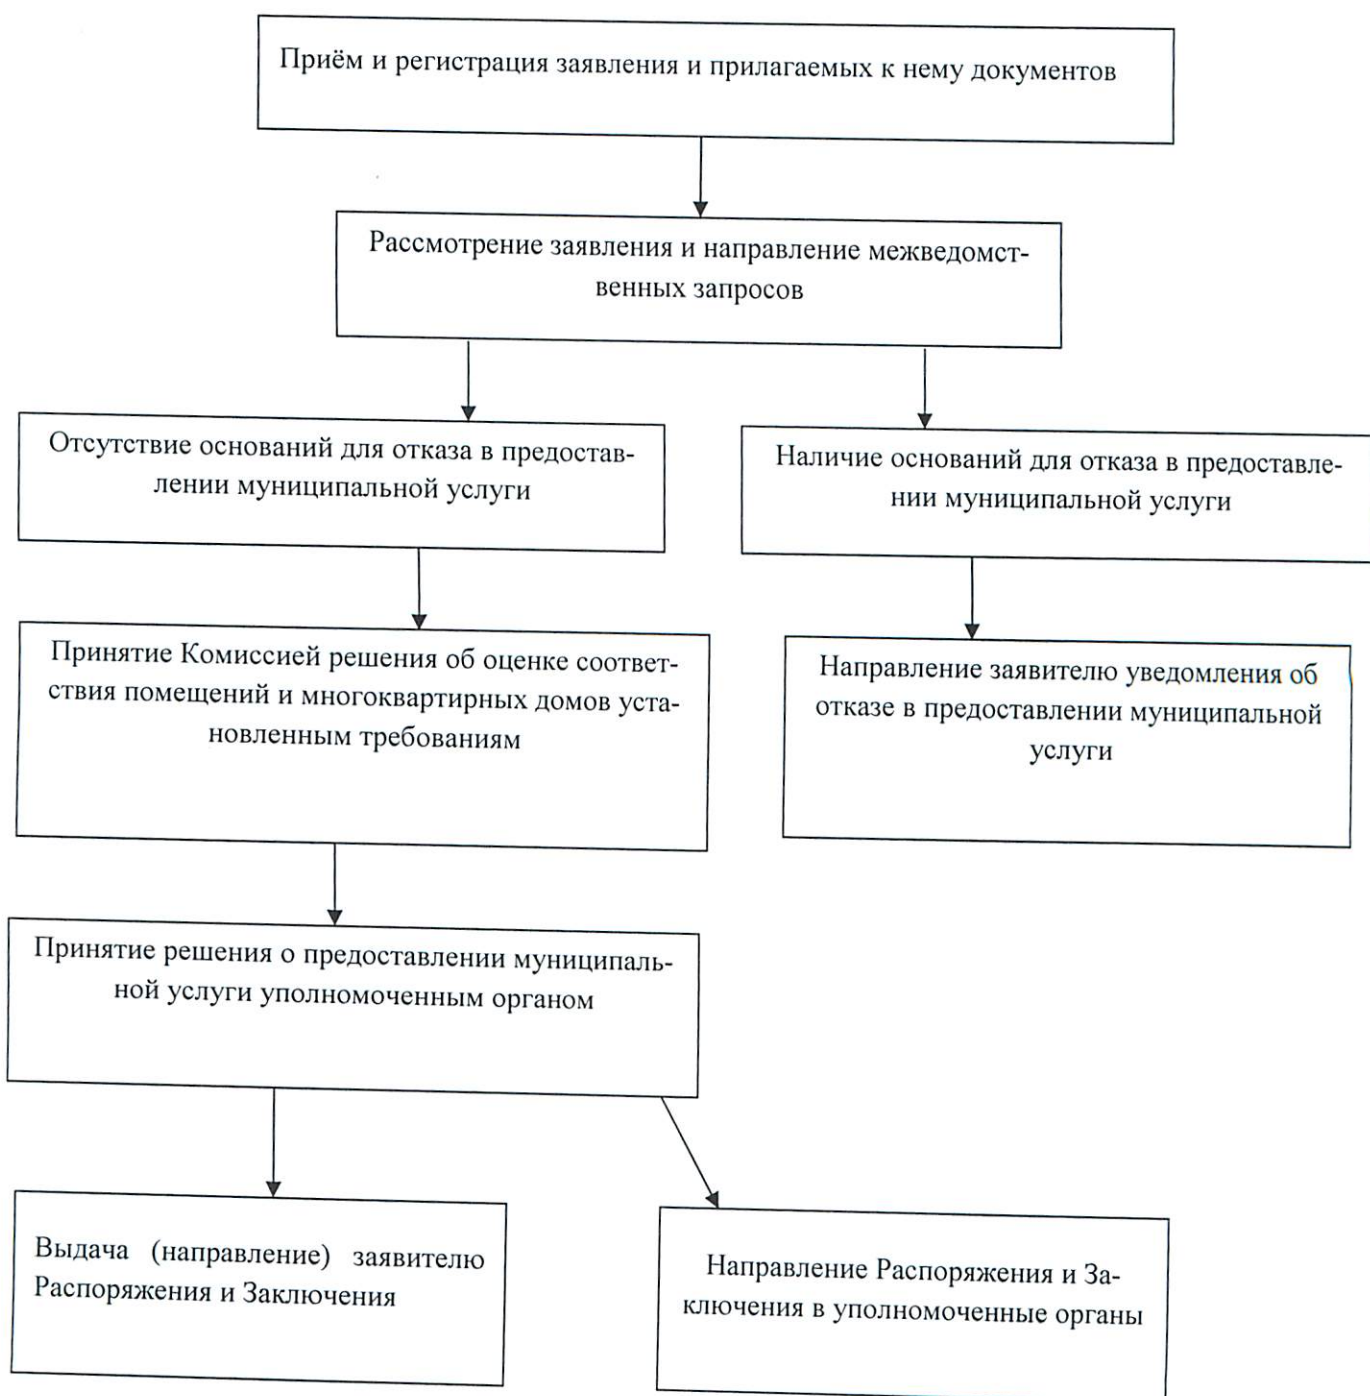 Приём и регистрация заявления и прилагаемых к нему документов
Рассмотрение заявления и направление межведомст-
венных запросов
Отсутствие оснований для отказа в предостав-
лении муниципальной услуги
Наличие оснований для отказа в предоставле-
нии муниципальной услуги
Принятие Комиссией решения об оценке соответ-
ствия помещений и многоквартирных домов уста-
новленным требованиям
Направление заявителю уведомления об
отказе в предоставлении муниципальной
услуги
Принятие решения о предоставлении муниципаль-
ной услуги уполномоченным органом
Выдача (направление) заявителю
Распоряжения и Заключения
Направление Распоряжения и За-
ключения в уполномоченные органы